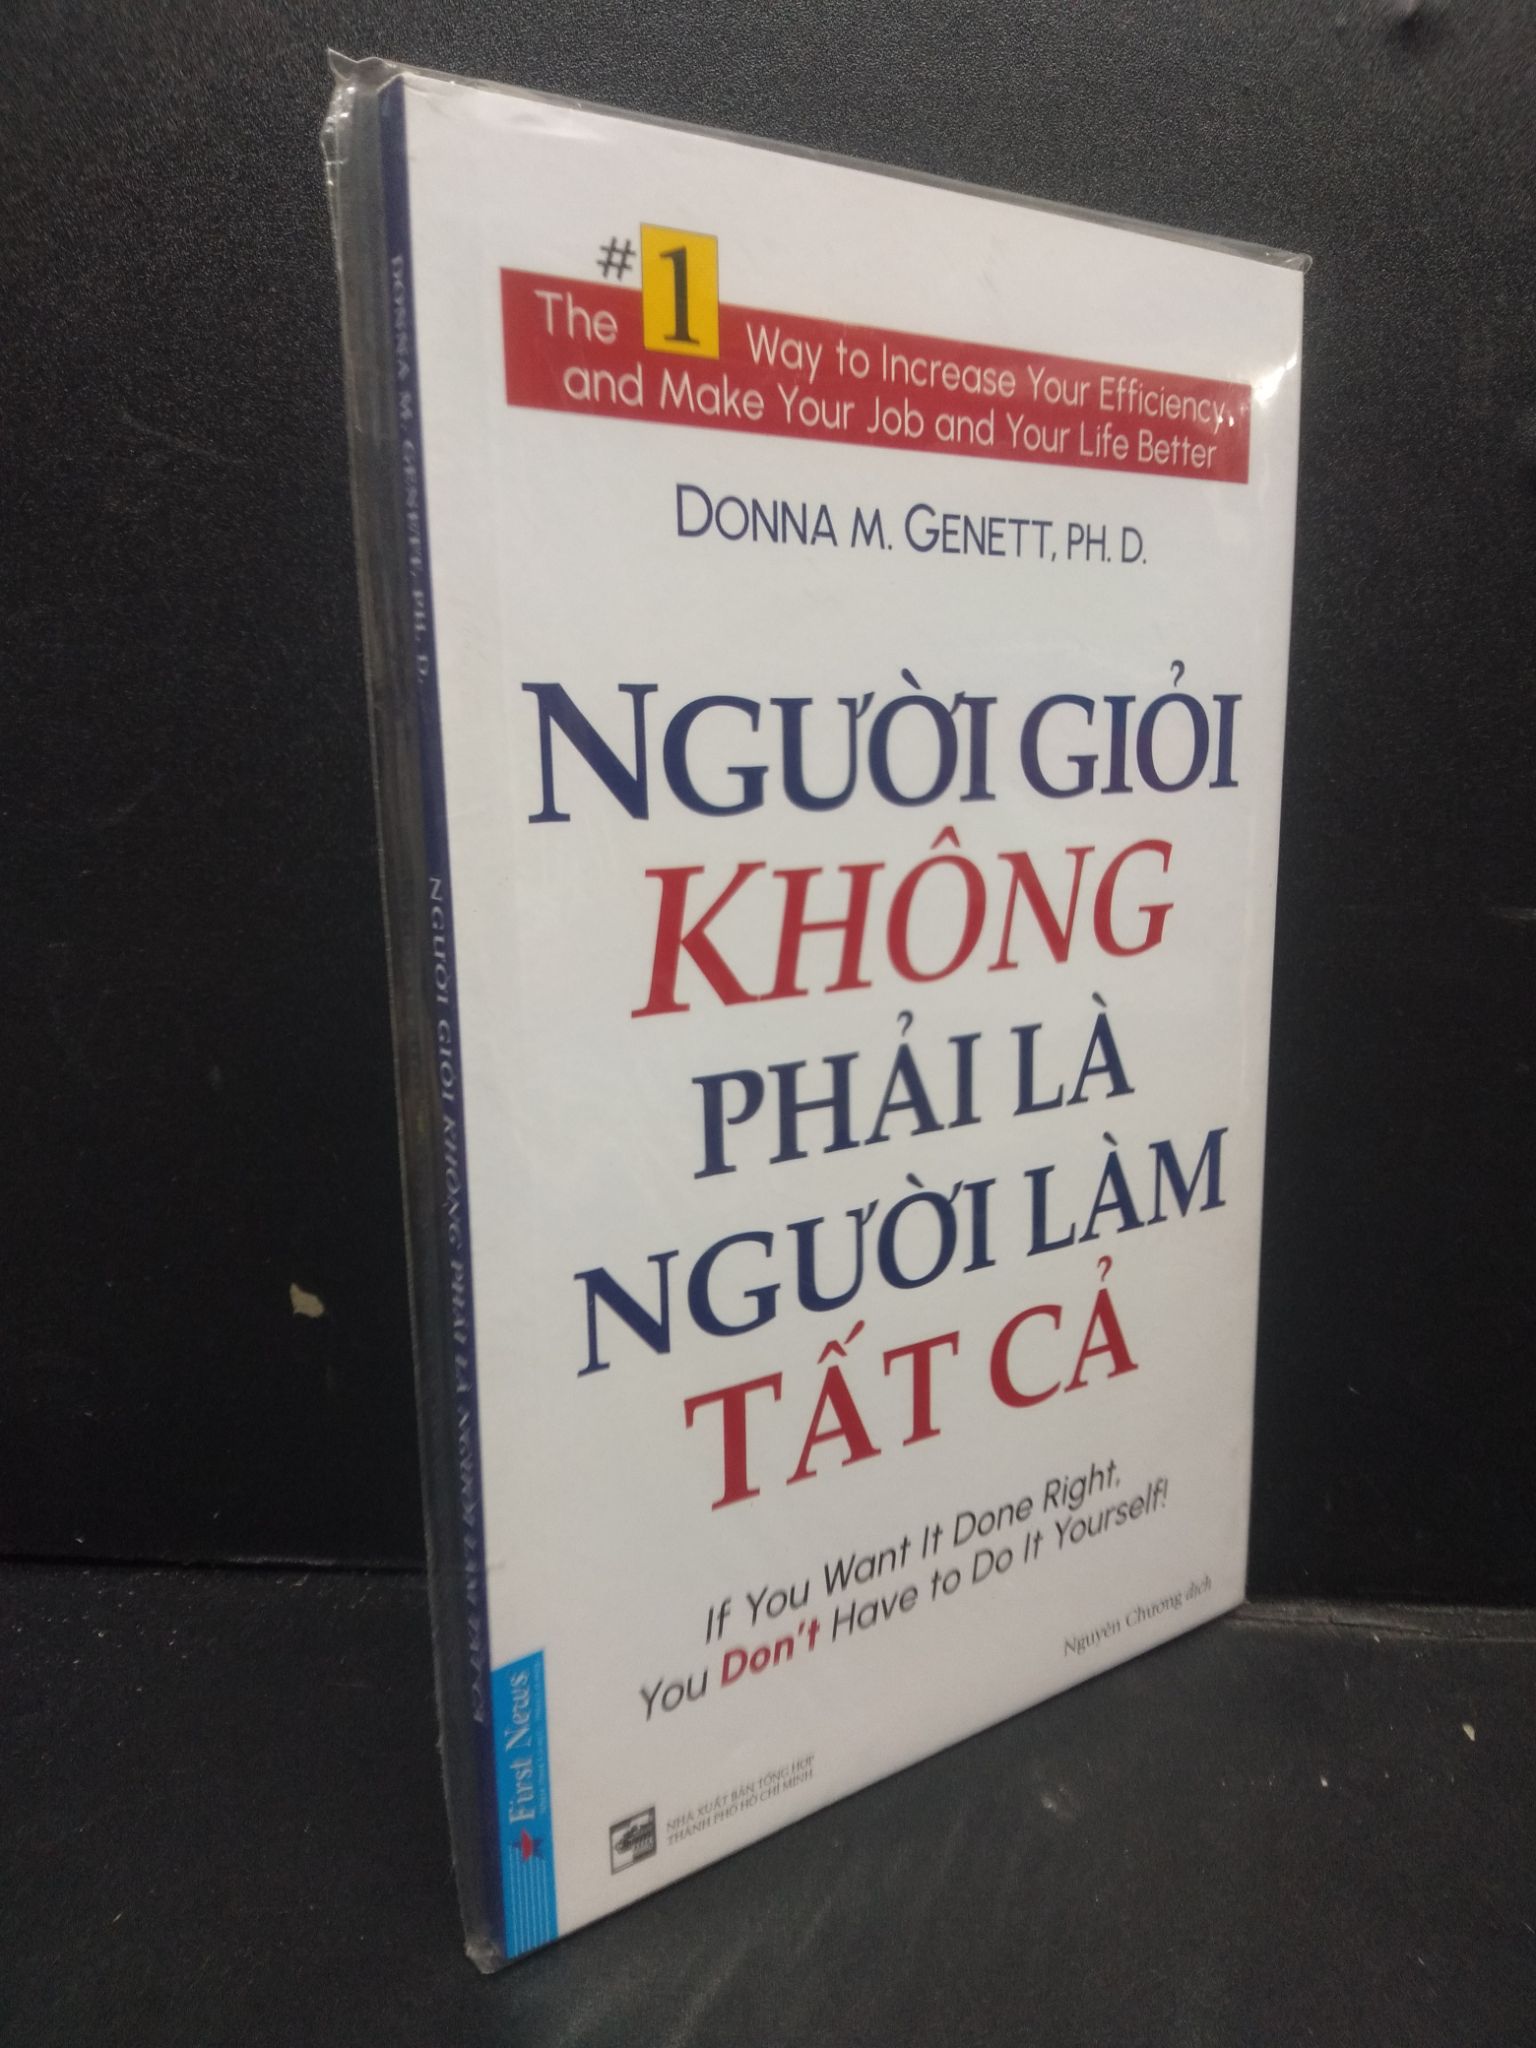 #
The 1 Way to Increase Your Efficiency,
and Make Your Job and Your Life Better
DONNA M. GENETT, PH. D.
NGƯỜI GIỎI
KHÔNG
PHẢI LÀ
NGƯỜI LÀM
TẤT CẢ
If You Want It Done Right,
You Don't Have to Do It Yourself!
Nguyên Chương dịch
NHÀ XUẤT BẢN TỔNG HỢP
THÀNH PHỐ HỒ CHÍ MINH
First News
DONNA M. GENETT, PH. D.
NGƯỜI GIỎI KHÔNG PHẢI LÀ NGƯỜI LÀM TẤT CẢ